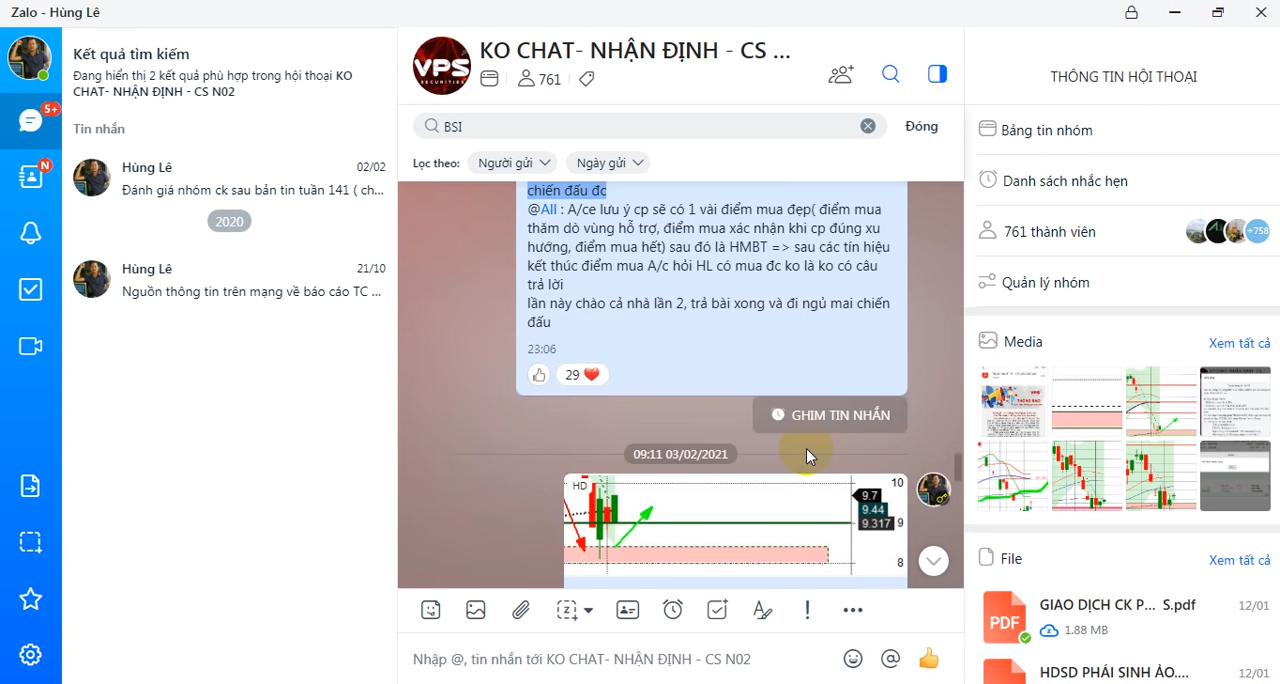 Zalo - Hùng Lê
5+
N
Kết quả tìm kiếm
Đang hiển thị 2 kết quả phù hợp trong hội thoại KO
CHAT- NHẬN ĐỊNH - CS N02
Tin nhắn
Hùng Lê 02/02
Đánh giá nhóm ck sau bản tin tuần 141 ( ch...
2020
Hùng Lê 21/10
Nguồn thông tin trên mạng về báo cáo TC ...
VPS
SECURITIES
KO CHAT- NHẬN ĐỊNH - CS ...
761
BSI
Đóng
Lọc theo: Người gửi Ngày gửi
chiến đấu đc
@All : A/ce lưu ý cp sẽ có 1 vài điểm mua đẹp( điểm mua
thăm dò vùng hỗ trợ, điểm mua xác nhận khi cp đúng xu
hướng, điểm mua hết) sau đó là HMBT => sau các tín hiệu
kết thúc điểm mua A/c hỏi HL có mua đc ko là ko có câu
trả lời
lần này chào cả nhà lần 2, trả bài xong và đi ngủ mai chiến
đấu
23:06
29
GHIM TIN NHẮN
09:11 03/02/2021
HD
10
9.7
9.44
9.317
9
8
Nhập @, tin nhắn tới KO CHAT- NHẬN ĐỊNH - CS N02
THÔNG TIN HỘI THOẠI
Bảng tin nhóm
Danh sách nhắc hẹn
761 thành viên
+758
Quản lý nhóm
Media Xem tất cả
File Xem tất cả
PDF
GIAO DỊCH CK P... S.pdf 12/01
1.88 MB
HDSD PHÁI SINH ẢO.... 12/01